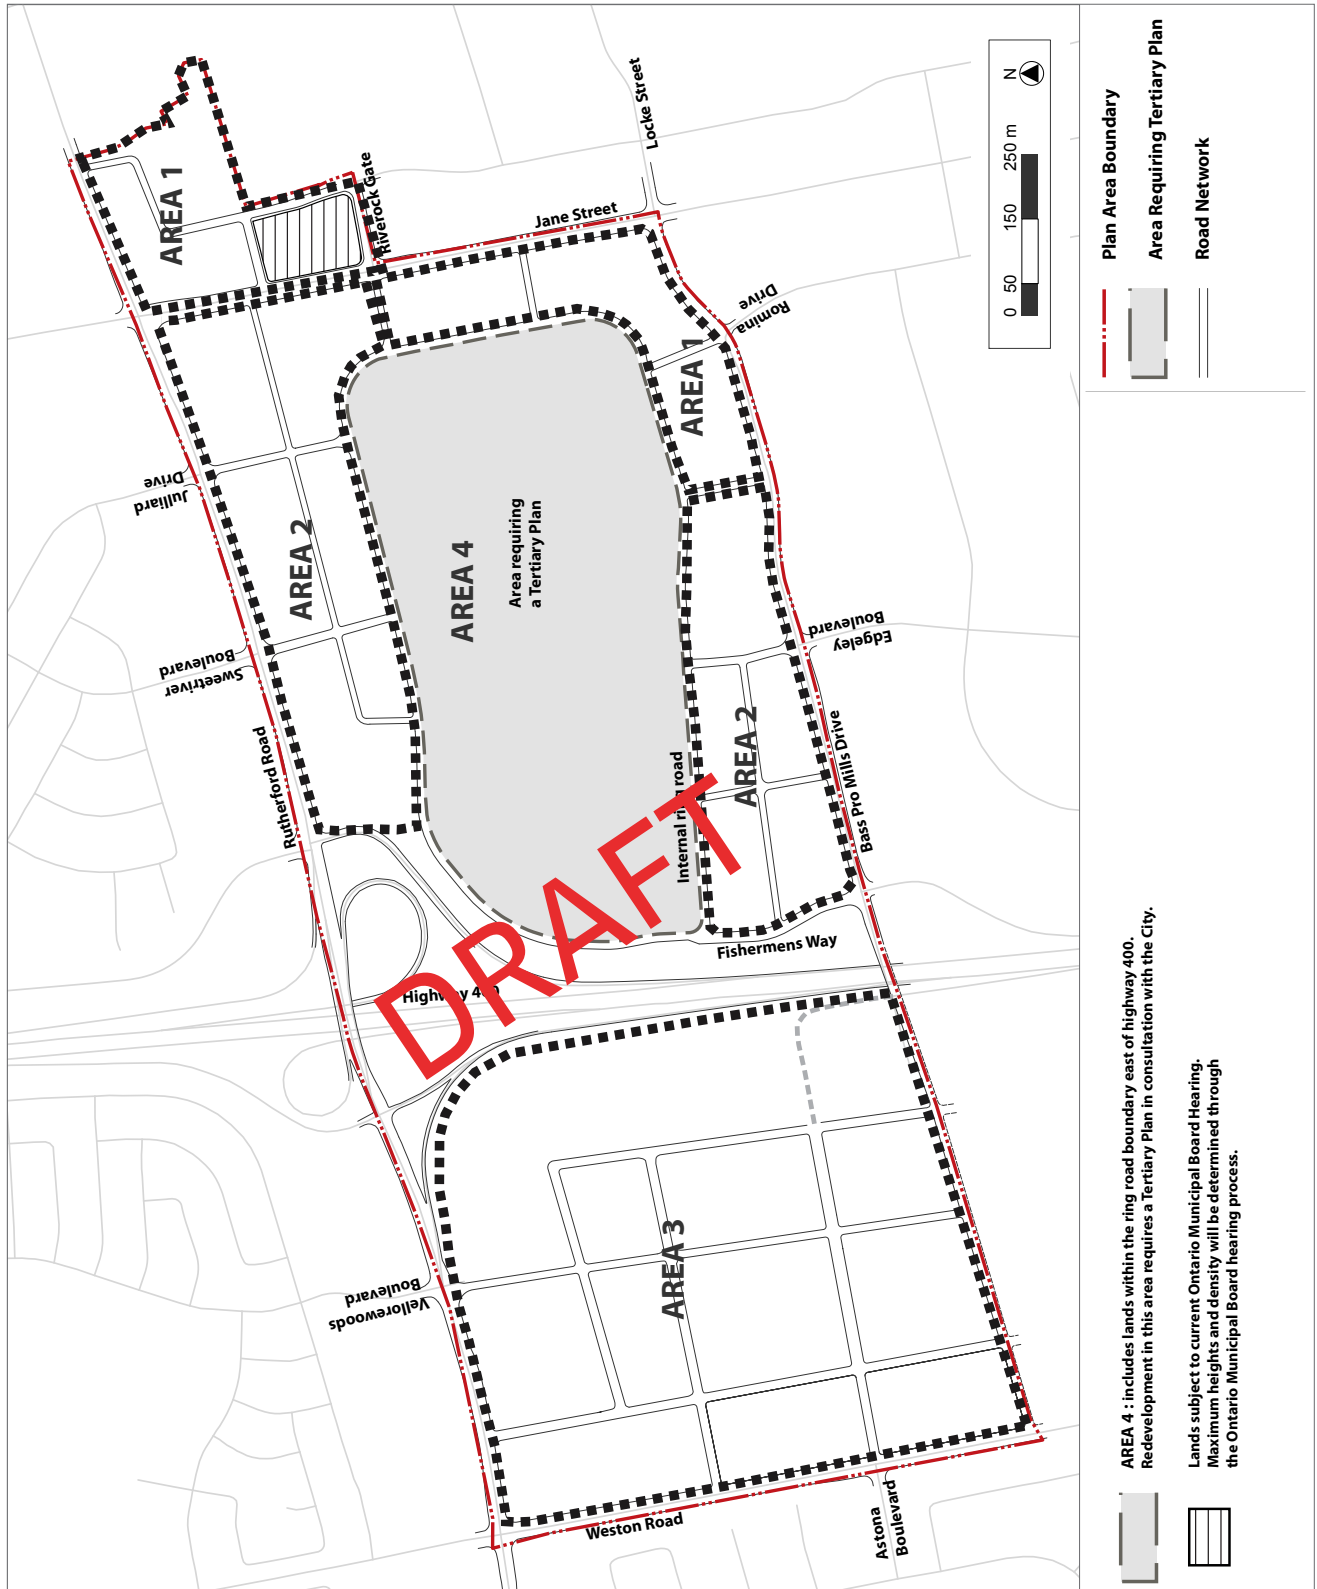 AREA 1
Riverock Gate
Jane Street
Locke Street
Romina
Drive
AREA 1
Julliard
Drive
AREA 2
AREA 4
Area requiring
a Tertiary Plan
Sweetriver
Boulevard
Edgeley
Boulevard
Rutherford Road
AREA 2
Internal ring road
Bass Pro Mills Drive
Fishermens Way
Highway 400
DRAFT
AREA 3
Vellorewoods
Boulevard
Weston Road
Astona
Boulevard
0 50 150 250 m
N
Plan Area Boundary
Area Requiring Tertiary Plan
Road Network
AREA 4 : includes lands within the ring road boundary east of highway 400.
Redevelopment in this area requires a Tertiary Plan in consultation with the City.
Lands subject to current Ontario Municipal Board Hearing.
Maximum heights and density will be determined through
the Ontario Municipal Board hearing process.